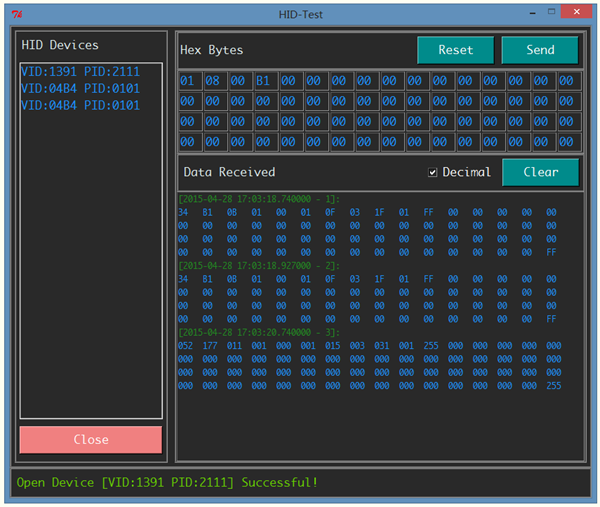 HID-Test
HID Devices
VID:1391 PID:2111
VID:04B4 PID:0101
VID:04B4 PID:0101
Close
Hex Bytes
Reset
Send
01 08 00 B1 00 00 00 00 00 00 00 00 00 00 00 00
00 00 00 00 00 00 00 00 00 00 00 00 00 00 00 00
00 00 00 00 00 00 00 00 00 00 00 00 00 00 00 00
00 00 00 00 00 00 00 00 00 00 00 00 00 00 00 00
Data Received
Decimal
Clear
[2015-04-28 17:03:18.740000 - 1]:
34 B1 0B 01 00 01 0F 03 1F 01 FF 00 00 00 00 00
00 00 00 00 00 00 00 00 00 00 00 00 00 00 00 00
00 00 00 00 00 00 00 00 00 00 00 00 00 00 00 00
00 00 00 00 00 00 00 00 00 00 00 00 00 00 00 FF
[2015-04-28 17:03:18.927000 - 2]:
34 B1 0B 01 00 01 0F 03 1F 01 FF 00 00 00 00 00
00 00 00 00 00 00 00 00 00 00 00 00 00 00 00 00
00 00 00 00 00 00 00 00 00 00 00 00 00 00 00 00
00 00 00 00 00 00 00 00 00 00 00 00 00 00 00 FF
[2015-04-28 17:03:20.740000 - 3]:
052 177 011 001 000 001 015 003 031 001 255 000 000 000 000 000
000 000 000 000 000 000 000 000 000 000 000 000 000 000 000 000
000 000 000 000 000 000 000 000 000 000 000 000 000 000 000 000
000 000 000 000 000 000 000 000 000 000 000 000 000 000 000 255
Open Device [VID:1391 PID:2111] Successful!